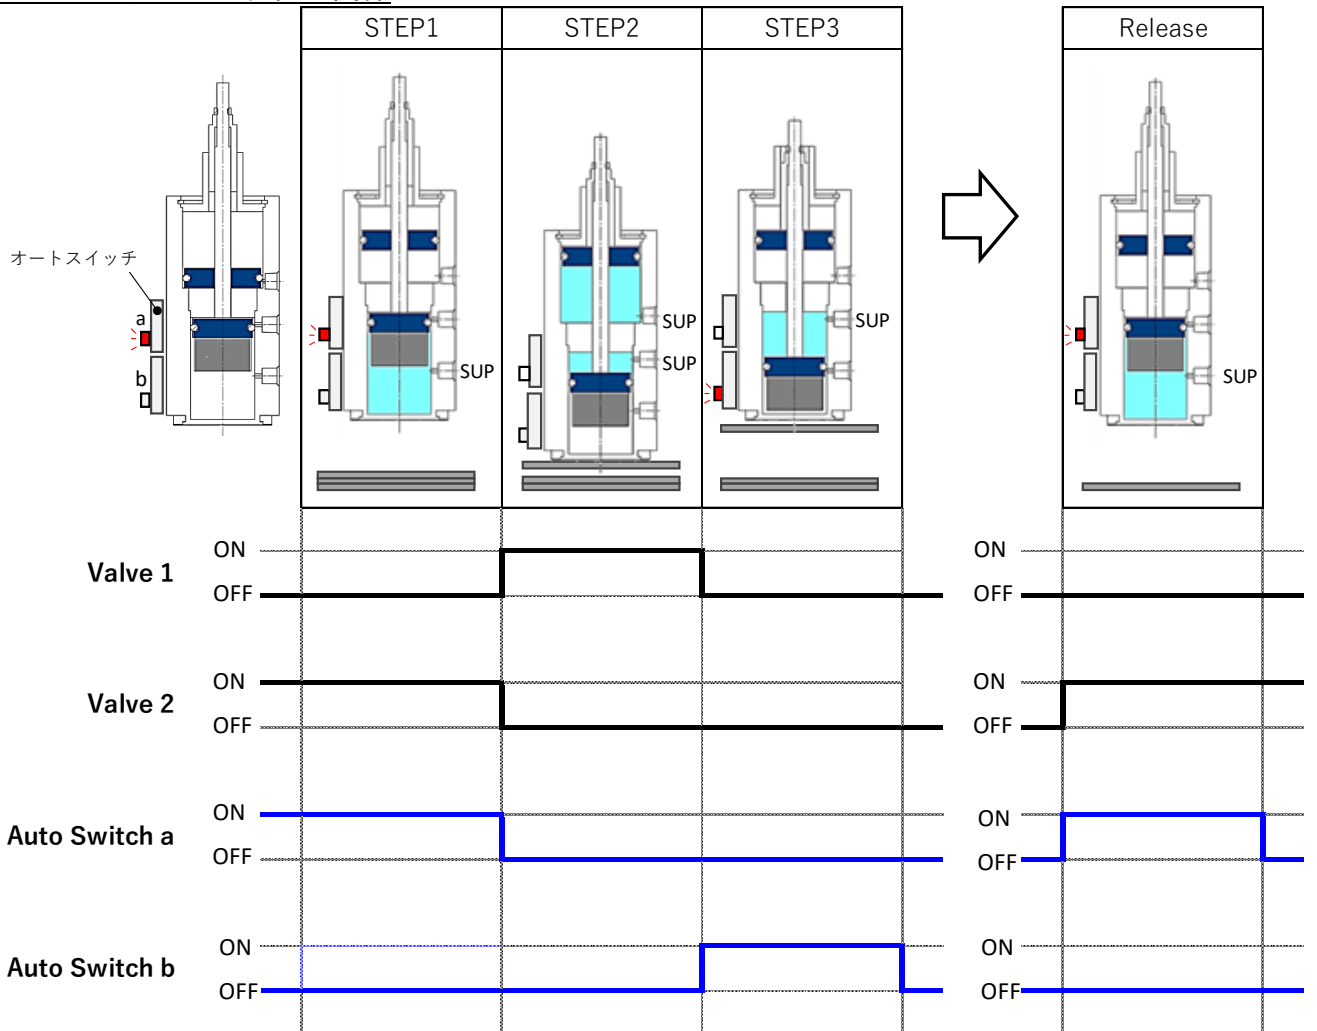 STEP1 STEP2 STEP3 Release
オートスイッチ
a
b
SUP
SUP
SUP
SUP
SUP
Valve 1 ON OFF ON OFF
Valve 2 ON OFF ON OFF
Auto Switch a ON OFF ON OFF
Auto Switch b ON OFF ON OFF